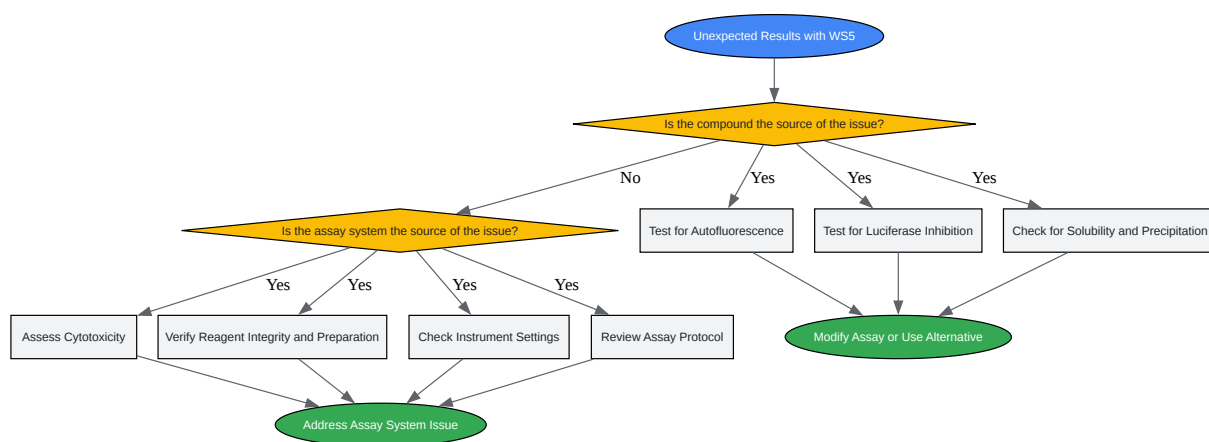 Unexpected Results with WS5
Is the compound the source of the issue?
No
Yes
Yes
Yes
Is the assay system the source of the issue?
Test for Autofluorescence
Test for Luciferase Inhibition
Check for Solubility and Precipitation
Yes
Yes
Yes
Yes
Assess Cytotoxicity
Verify Reagent Integrity and Preparation
Check Instrument Settings
Review Assay Protocol
Modify Assay or Use Alternative
Address Assay System Issue